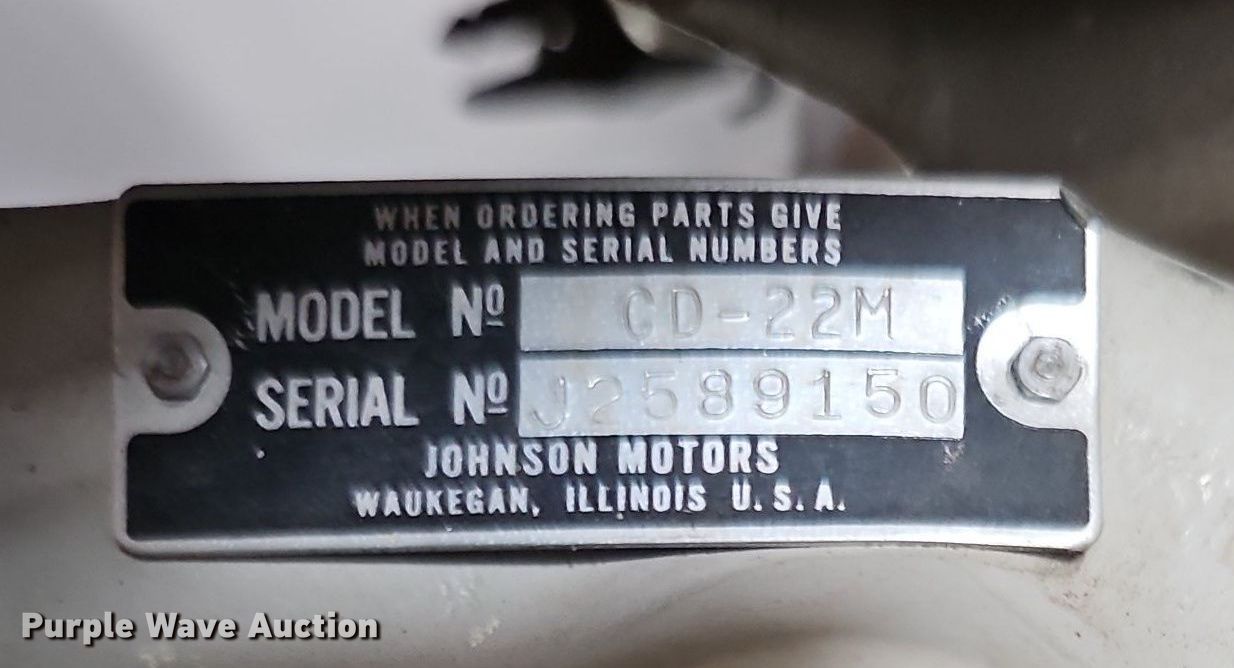 WHEN ORDERING PARTS GIVE
MODEL AND SERIAL NUMBERS
MODEL Nº CD-22M
SERIAL Nº J2589150
JOHNSON MOTORS
WAUKEGAN, ILLINOIS U.S.A.
Purple Wave Auction